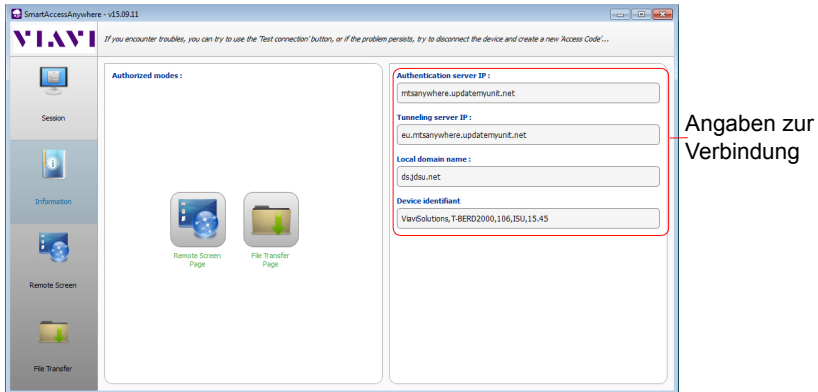 SmartAccessAnywhere - v15.09.11
VIAVI
If you encounter troubles, you can try to use the 'Test connection' button, or if the problem persists, try to disconnect the device and create a new 'Access Code'...
Session
Information
Remote Screen
File Transfer
Authorized modes :
Remote Screen
Page
File Transfer
Page
Authentication server IP :
mtsanywhere.updatemyunit.net
Tunneling server IP :
eu.mtsanywhere.updatemyunit.net
Local domain name :
ds.jdsu.net
Device identifiant
ViaviSolutions,T-BERD2000,106,ISU,15.45
Angaben zur
Verbindung